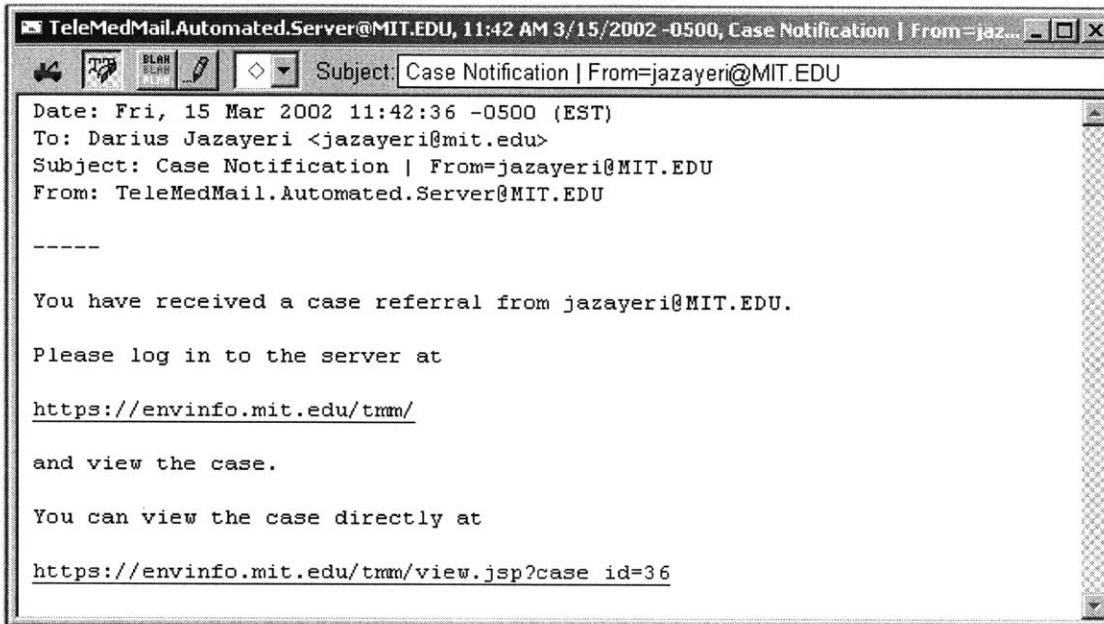 TeleMedMail.Automated.Server@MIT.EDU, 11:42 AM 3/15/2002 -0500, Case Notification | From=jaz...
BLAH
BLAH
BLAH
Subject: Case Notification | From=jazayeri@MIT.EDU
Date: Fri, 15 Mar 2002 11:42:36 -0500 (EST)
To: Darius Jazayeri <jazayeri@mit.edu>
Subject: Case Notification | From=jazayeri@MIT.EDU
From: TeleMedMail.Automated.Server@MIT.EDU
-----
You have received a case referral from jazayeri@MIT.EDU.
Please log in to the server at
https://envinfo.mit.edu/tmm/
and view the case.
You can view the case directly at
https://envinfo.mit.edu/tmm/view.jsp?case_id=36